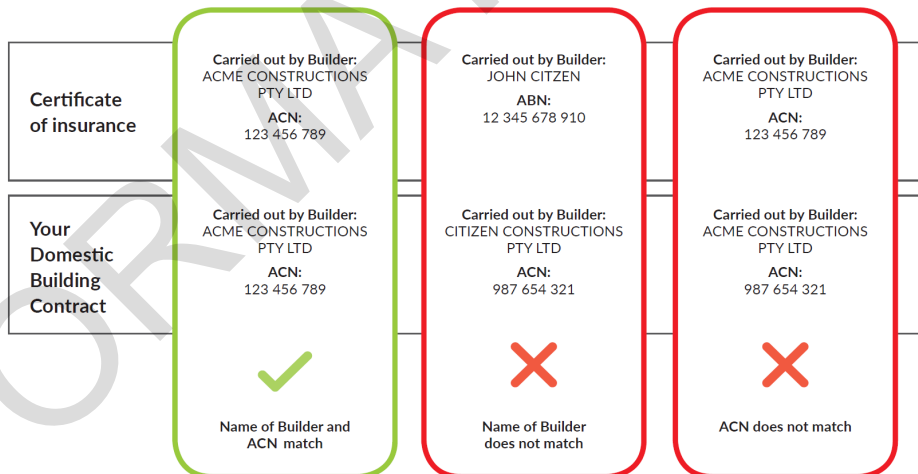 Certificate
of insurance
Carried out by Builder:
ACME CONSTRUCTIONS
PTY LTD
ACN:
123 456 789
Carried out by Builder:
JOHN CITZEN
ABN:
12 345 678 910
Carried out by Builder:
ACME CONSTRUCTIONS
PTY LTD
ACN:
123 456 789
Your
Domestic
Building
Contract
Carried out by Builder:
ACME CONSTRUCTIONS
PTY LTD
ACN:
123 456 789
Carried out by Builder:
CITIZEN CONSTRUCTIONS
PTY LTD
ACN:
987 654 321
Carried out by Builder:
ACME CONSTRUCTIONS
PTY LTD
ACN:
987 654 321
Name of Builder and
ACN match
Name of Builder
does not match
ACN does not match
ORMA